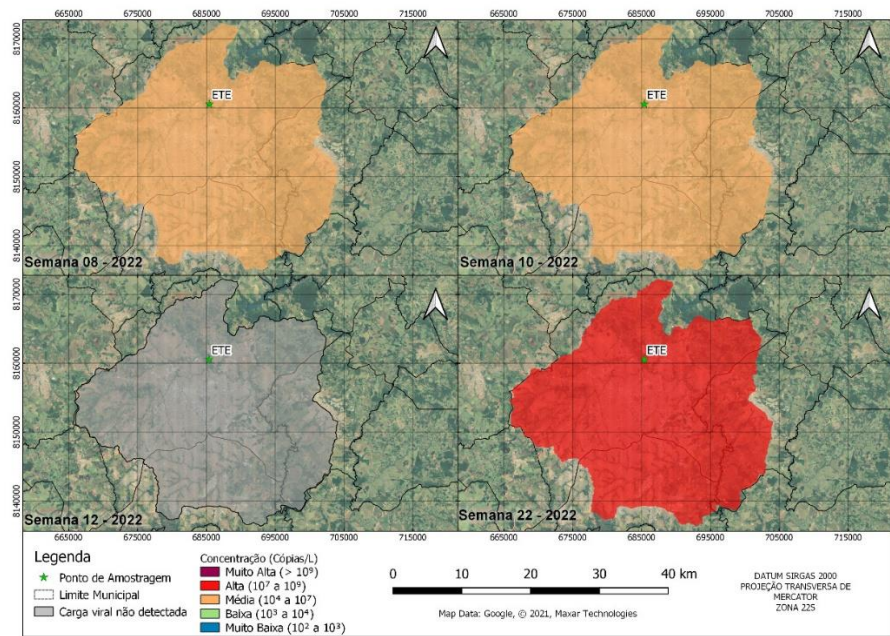 665000 675000 685000 695000 705000 715000 665000 675000 685000 695000 705000 715000
8170000
8160000
8150000
8140000
ETE
Semana 08 - 2022
ETE
Semana 10 - 2022
8170000
8160000
8150000
8140000
ETE
Semana 12 - 2022
ETE
Semana 22 - 2022
665000 675000 685000 695000 705000 715000 665000 675000 685000 695000 705000 715000
Legenda
Ponto de Amostragem
Limite Municipal
Carga viral não detectada
Concentração (Cópias/L)
Muito Alta (> 10⁹)
Alta (10⁷ a 10⁹)
Média (10⁴ a 10⁷)
Baixa (10³ a 10⁴)
Muito Baixa (10² a 10³)
0 10 20 30 40 km
Map Data: Google, © 2021, Maxar Technologies
DATUM SIRGAS 2000
PROJEÇÃO TRANSVERSA DE
MERCATOR
ZONA 22S